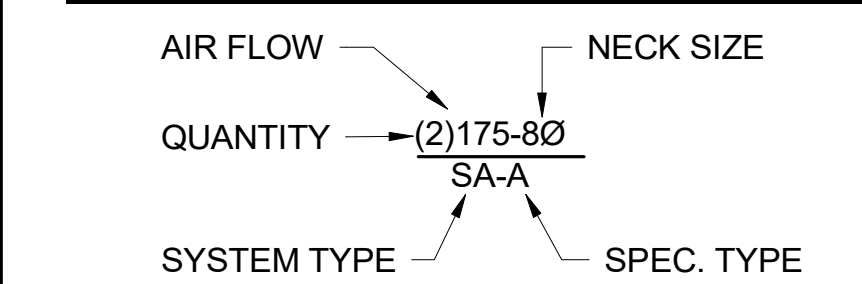 AIR FLOW NECK SIZE
QUANTITY (2)175-8Ø
SA-A
SYSTEM TYPE SPEC. TYPE